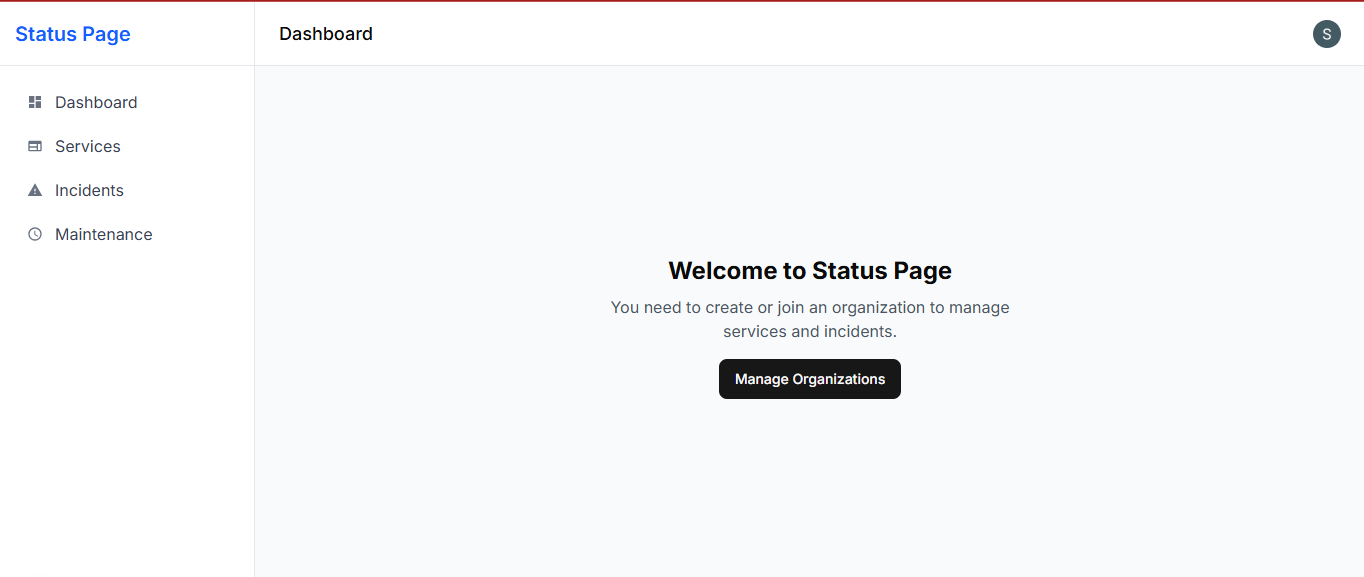 Status Page
Dashboard
S
Dashboard
Services
Incidents
Maintenance
Welcome to Status Page
You need to create or join an organization to manage
services and incidents.
Manage Organizations